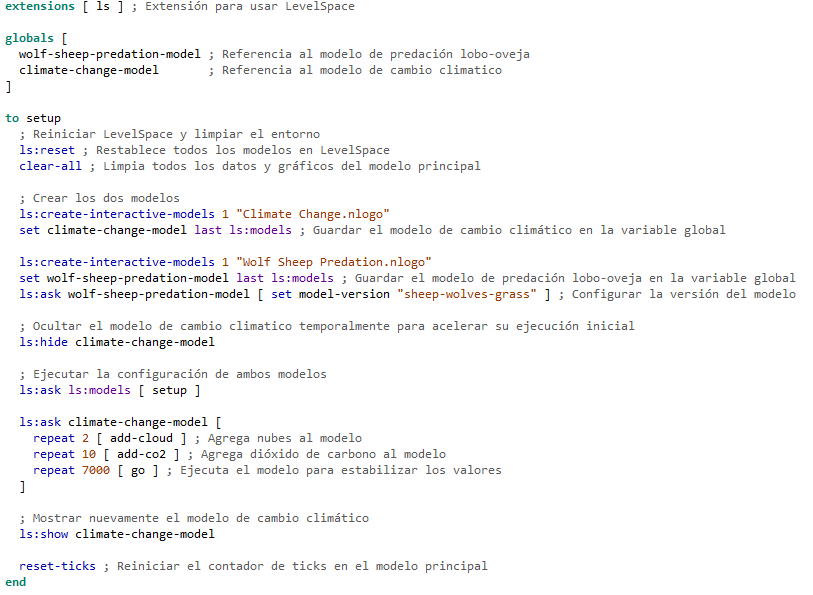 extensions [ ls ] ; Extensión para usar LevelSpace
globals [
wolf-sheep-predation-model ; Referencia al modelo de predación lobo-oveja
climate-change-model ; Referencia al modelo de cambio climatico
]
to setup
; Reiniciar LevelSpace y limpiar el entorno
ls:reset ; Restablece todos los modelos en LevelSpace
clear-all ; Limpia todos los datos y gráficos del modelo principal
; Crear los dos modelos
ls:create-interactive-models 1 "Climate Change.nlogo"
set climate-change-model last ls:models ; Guardar el modelo de cambio climático en la variable global
ls:create-interactive-models 1 "Wolf Sheep Predation.nlogo"
set wolf-sheep-predation-model last ls:models ; Guardar el modelo de predación lobo-oveja en la variable global
ls:ask wolf-sheep-predation-model [ set model-version "sheep-wolves-grass" ] ; Configurar la versión del modelo
; Ocultar el modelo de cambio climatico temporalmente para acelerar su ejecución inicial
ls:hide climate-change-model
; Ejecutar la configuración de ambos modelos
ls:ask ls:models [ setup ]
ls:ask climate-change-model [
repeat 2 [ add-cloud ] ; Agrega nubes al modelo
repeat 10 [ add-co2 ] ; Agrega dióxido de carbono al modelo
repeat 7000 [ go ] ; Ejecuta el modelo para estabilizar los valores
]
; Mostrar nuevamente el modelo de cambio climático
ls:show climate-change-model
reset-ticks ; Reiniciar el contador de ticks en el modelo principal
end